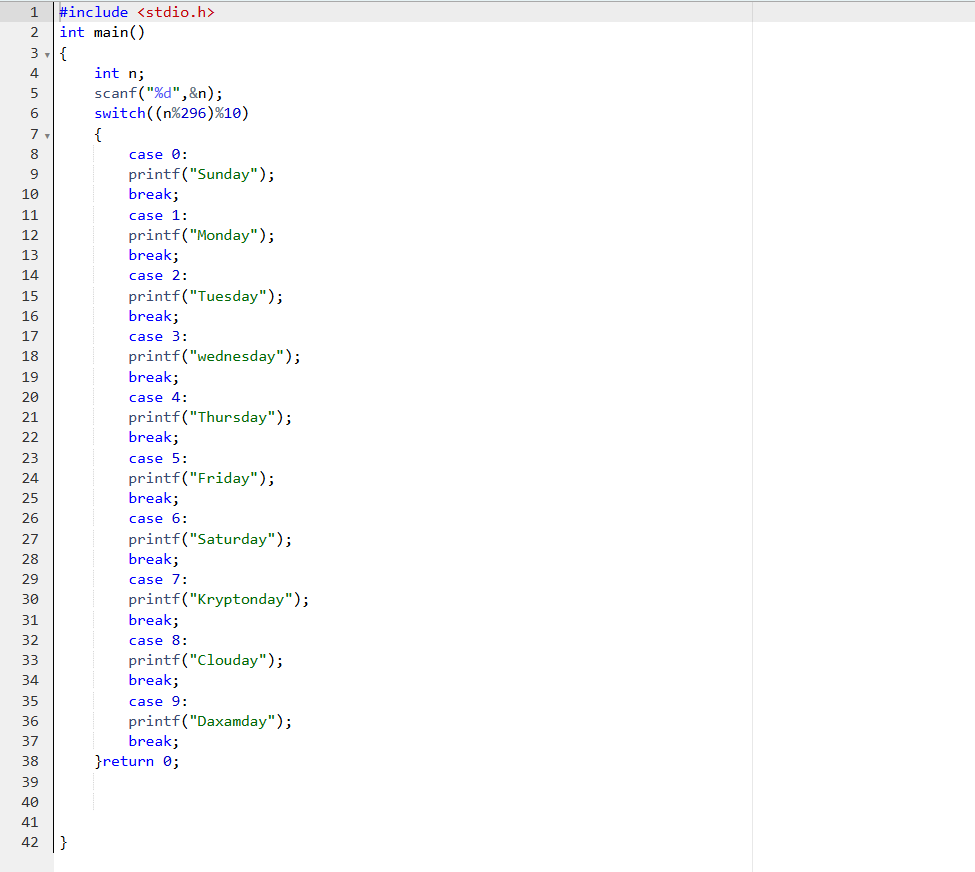 1 #include <stdio.h>
2 int main()
3 {
4 int n;
5 scanf("%d",&n);
6 switch((n%296)%10)
7 {
8 case 0:
9 printf("Sunday");
10 break;
11 case 1:
12 printf("Monday");
13 break;
14 case 2:
15 printf("Tuesday");
16 break;
17 case 3:
18 printf("wednesday");
19 break;
20 case 4:
21 printf("Thursday");
22 break;
23 case 5:
24 printf("Friday");
25 break;
26 case 6:
27 printf("Saturday");
28 break;
29 case 7:
30 printf("Kryptonday");
31 break;
32 case 8:
33 printf("Clouday");
34 break;
35 case 9:
36 printf("Daxamday");
37 break;
38 }return 0;
39
40
41
42 }